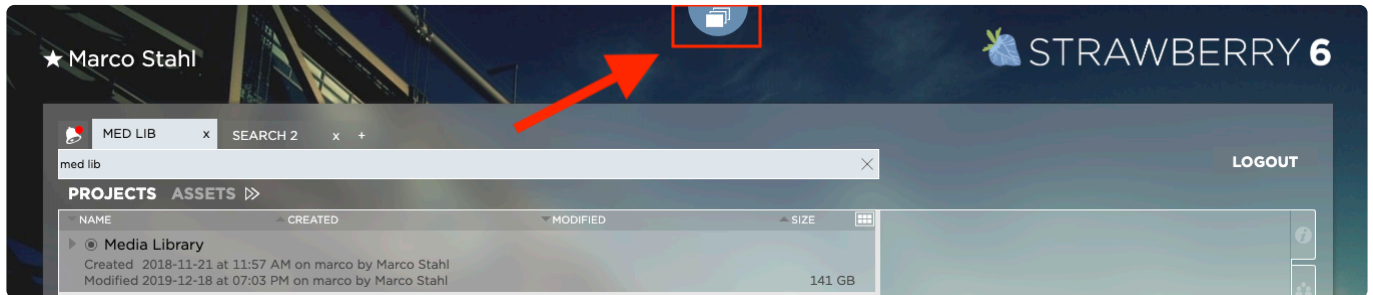 ★ Marco Stahl
STRAWBERRY 6
MED LIB x SEARCH 2 x +
med lib
LOGOUT
PROJECTS ASSETS
NAME CREATED MODIFIED SIZE
Media Library
Created 2018-11-21 at 11:57 AM on marco by Marco Stahl
Modified 2019-12-18 at 07:03 PM on marco by Marco Stahl 141 GB